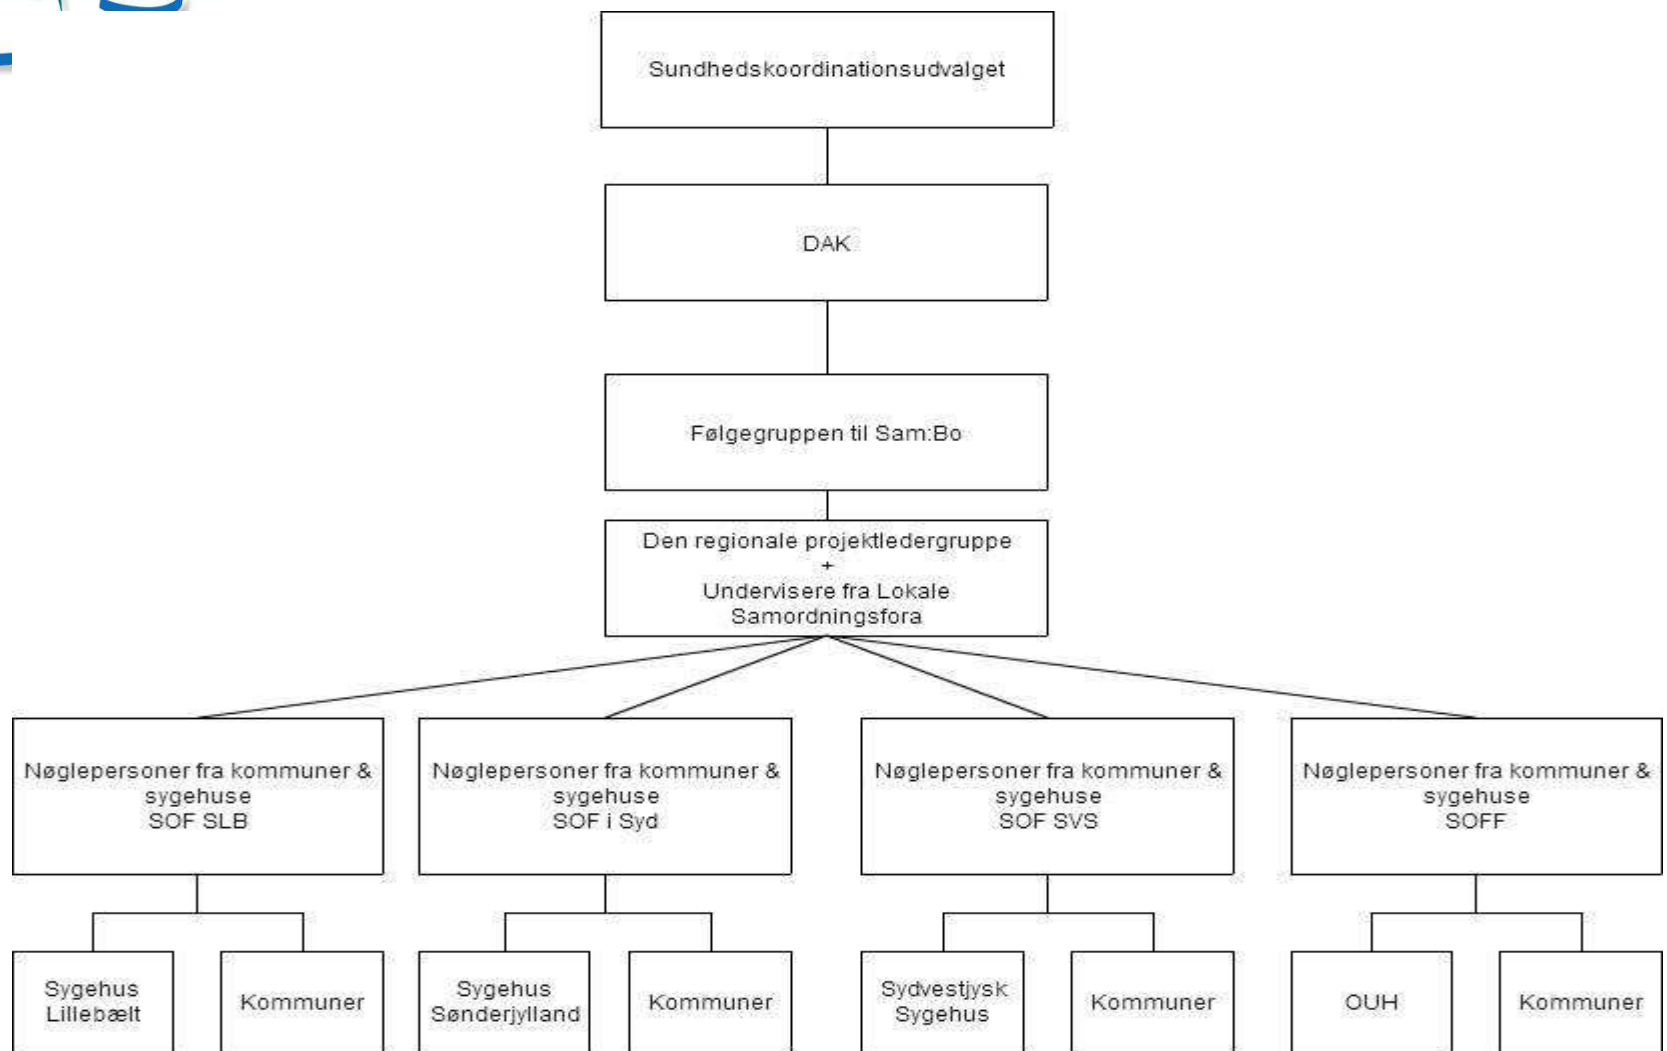 Sundhedskoordinationsudvalget
DAK
Følgegruppen til Sam:Bo
Den regionale projektledergruppe
+
Undervisere fra Lokale
Samordningsfora
Nøglepersoner fra kommuner &
sygehuse
SOF SLB
Nøglepersoner fra kommuner &
sygehuse
SOF i Syd
Nøglepersoner fra kommuner &
sygehuse
SOF SVS
Nøglepersoner fra kommuner &
sygehuse
SOFF
Sygehus
Lillebælt
Kommuner
Sygehus
Sønderjylland
Kommuner
Sydvestjysk
Sygehus
Kommuner
OUH
Kommuner